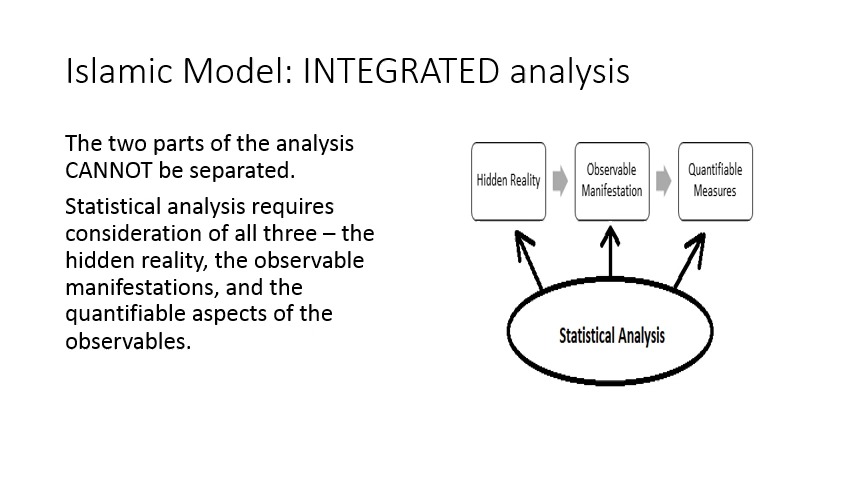 Islamic Model: INTEGRATED analysis
The two parts of the analysis
CANNOT be separated.
Statistical analysis requires
consideration of all three – the
hidden reality, the observable
manifestations, and the
quantifiable aspects of the
observables.
Hidden Reality
Observable
Manifestation
Quantifiable
Measures
Statistical Analysis